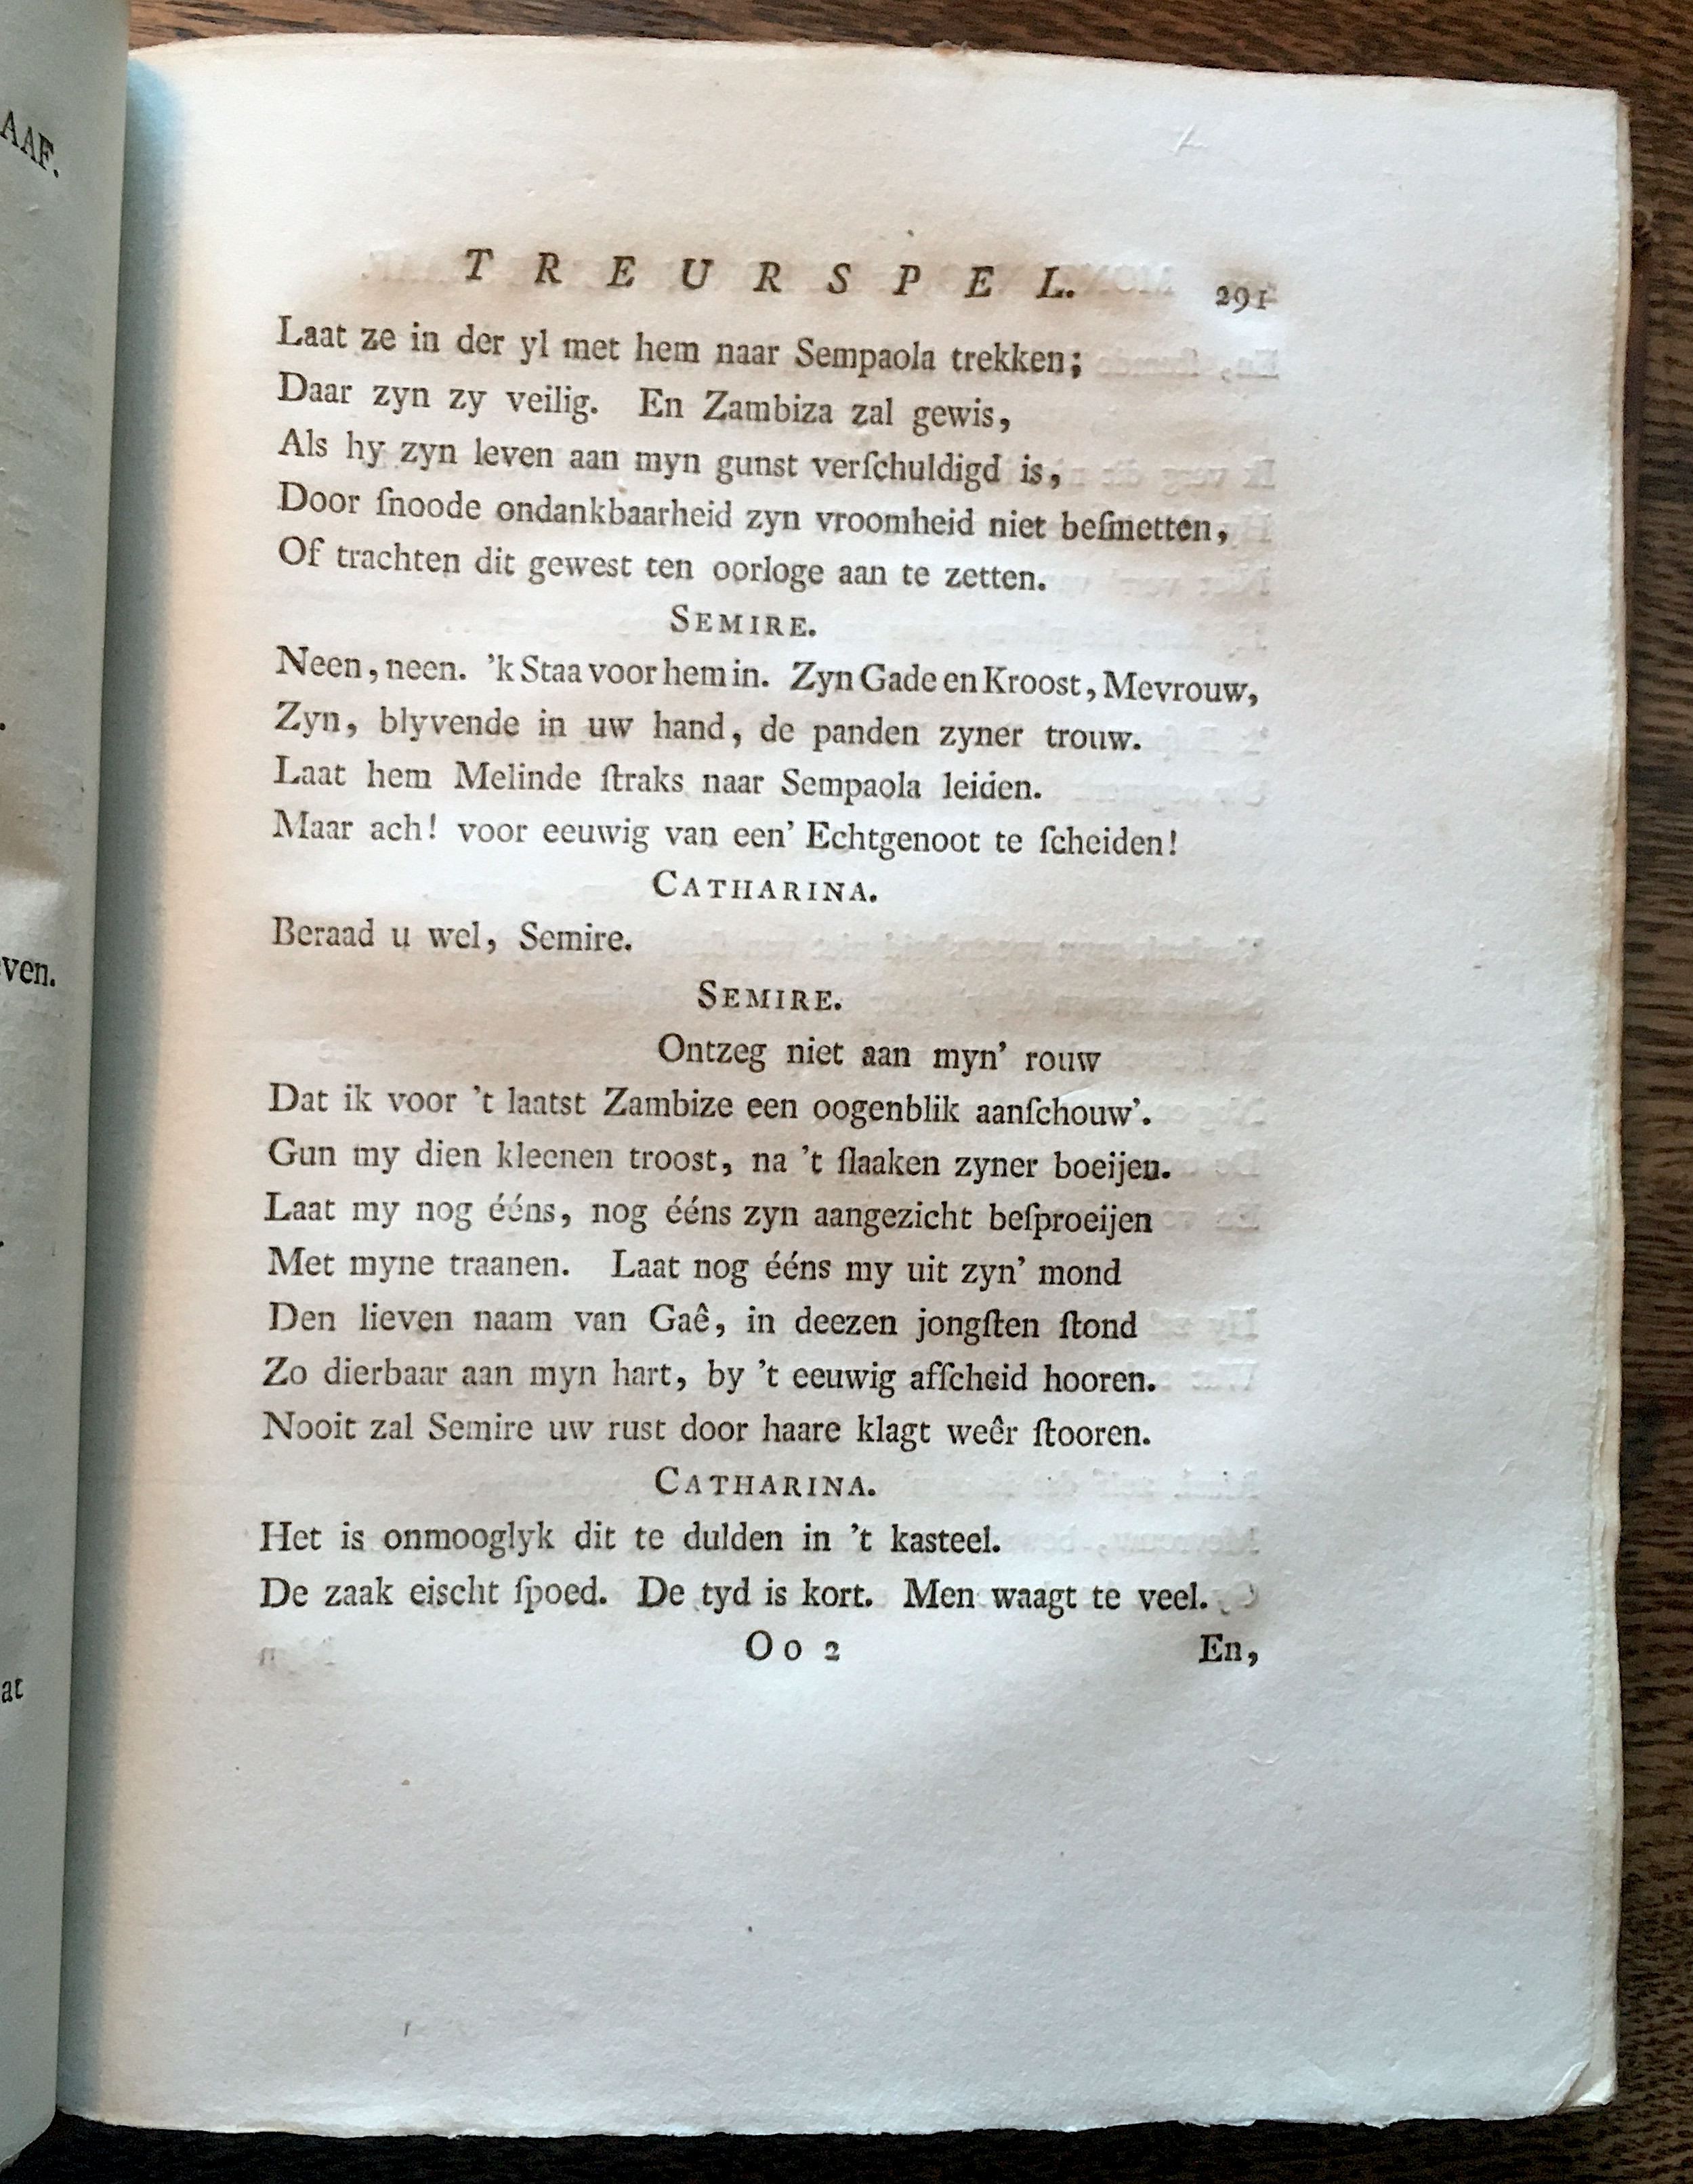 AAF.
ven.
at
TREURSPEL. 291
Laat ze in der yl met hem naar Sempaola trekken;
Daar zyn zy veilig. En Zambiza zal gewis,
Als hy zyn leven aan myn gunst verſchuldigd is,
Door ſnoode ondankbaarheid zyn vroomheid niet beſmetten,
Of trachten dit gewest ten oorloge aan te zetten.
SEMIRE.
Neen, neen. 'k Staa voor hem in. Zyn Gade en Kroost, Mevrouw,
Zyn, blyvende in uw hand, de panden zyner trouw.
Laat hem Melinde ſtraks naar Sempaola leiden.
Maar ach! voor eeuwig van een' Echtgenoot te ſcheiden!
CATHARINA.
Beraad u wel, Semire.
SEMIRE.
Ontzeg niet aan myn' rouw
Dat ik voor 't laatst Zambize een oogenblik aanſchouw'.
Gun my dien kleenen troost, na 't ſlaaken zyner boeijen.
Laat my nog ééns, nog ééns zyn aangezicht beſproeijen
Met myne traanen. Laat nog ééns my uit zyn' mond
Den lieven naam van Gaê, in deezen jongſten ſtond
Zo dierbaar aan myn hart, by 't eeuwig afſcheid hooren.
Nooit zal Semire uw rust door haare klagt weêr ſtooren.
CATHARINA.
Het is onmooglyk dit te dulden in 't kasteel.
De zaak eischt ſpoed. De tyd is kort. Men waagt te veel.
Oo 2 En,